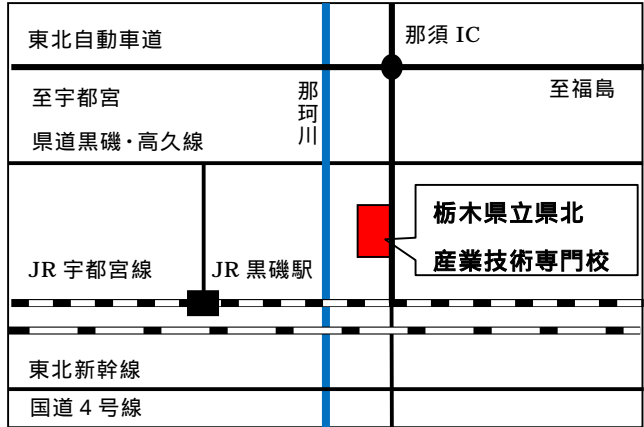 東北自動車道
那須 IC
至宇都宮
那珂川
至福島
県道黒磯・高久線
栃木県立県北
産業技術専門校
JR 宇都宮線
JR 黒磯駅
東北新幹線
国道４号線